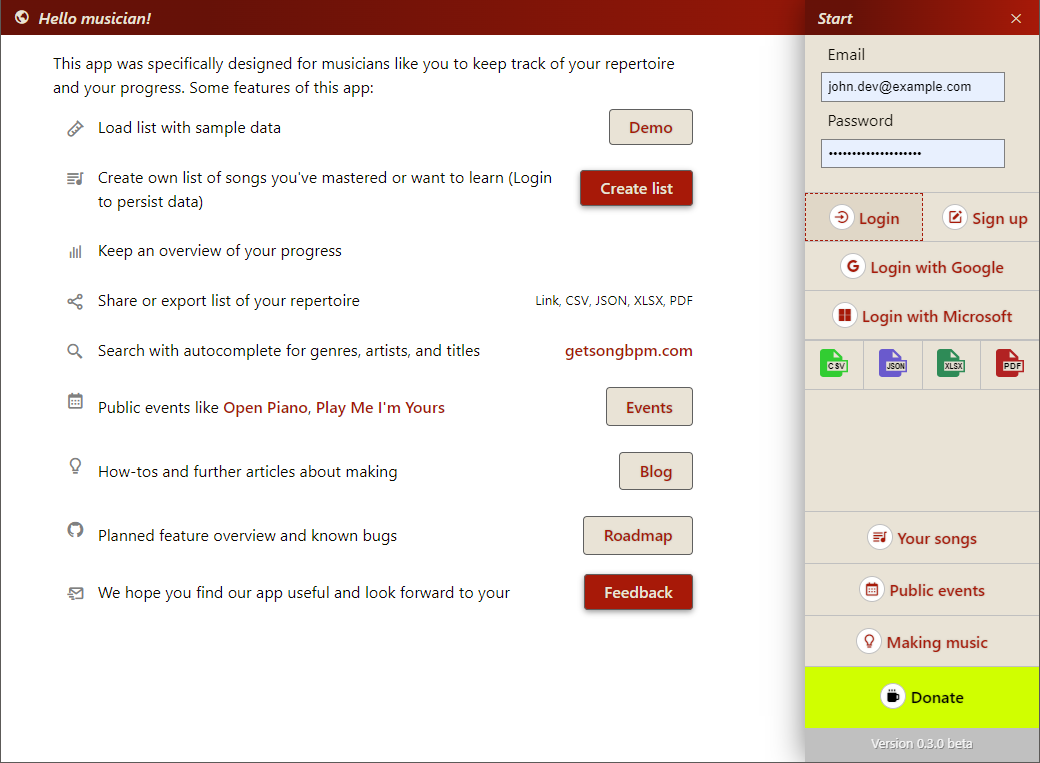 Hello musician!
This app was specifically designed for musicians like you to keep track of your repertoire
and your progress. Some features of this app:
Load list with sample data
Demo
Create own list of songs you've mastered or want to learn (Login
to persist data)
Create list
Keep an overview of your progress
Share or export list of your repertoire
Link, CSV, JSON, XLSX, PDF
Search with autocomplete for genres, artists, and titles
getsongbpm.com
Public events like Open Piano, Play Me I'm Yours
Events
How-tos and further articles about making
Blog
Planned feature overview and known bugs
Roadmap
We hope you find our app useful and look forward to your
Feedback
Start
×
Email
john.dev@example.com
Password
••••••••••••••••••••
Login
Sign up
G Login with Google
Login with Microsoft
CSV
JSON
XLSX
PDF
Your songs
Public events
Making music
Donate
Version 0.3.0 beta